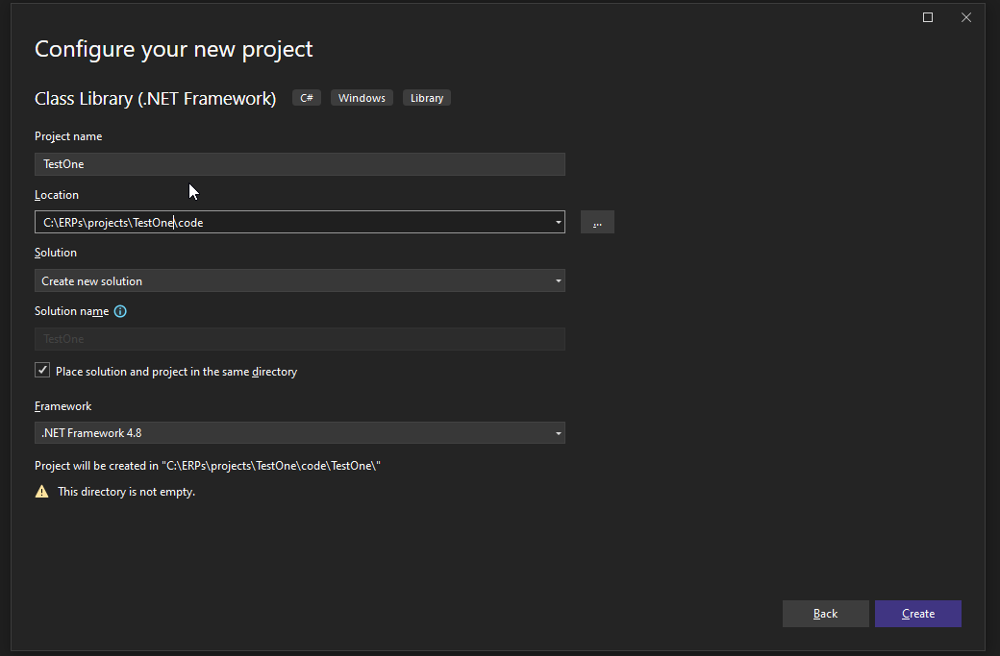 Configure your new project
Class Library (.NET Framework) C# Windows Library
Project name
TestOne
Location
C:\ERPs\projects\TestOne\code
...
Solution
Create new solution
Solution name
TestOne
Place solution and project in the same directory
Framework
.NET Framework 4.8
Project will be created in "C:\ERPs\projects\TestOne\code\TestOne\"
This directory is not empty.
Back Create